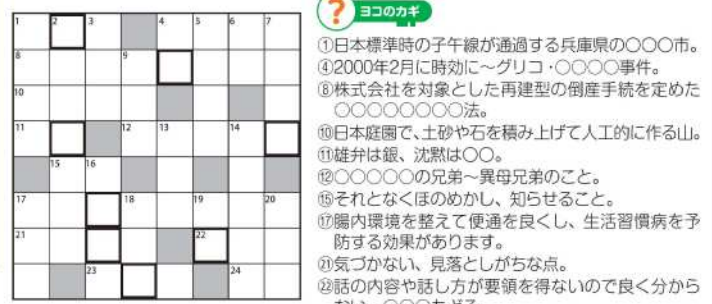 1 2 3 4 5 6 7
8 9
10
11 12 13 14
15 16
17 18 19 20
21 22
23 24
? ヨコのカギ
①日本標準時の子午線が通過する兵庫県の〇〇〇市。
④2000年2月に時効に～グリコ・〇〇〇〇事件。
⑧株式会社を対象とした再建型の倒産手続を定めた
〇〇〇〇〇〇〇〇法。
⑩日本庭園で、土砂や石を積み上げて人工的に作る山。
⑪雄弁は銀、沈黙は〇〇。
⑫〇〇〇〇〇の兄弟～異母兄弟のこと。
⑮それとなくほのめかし、知らせること。
⑰腸内環境を整えて便通を良くし、生活習慣病を予
防する効果があります。
㉑気づかない、見落としがちな点。
㉒話の内容や話し方が要領を得ないので良く分から